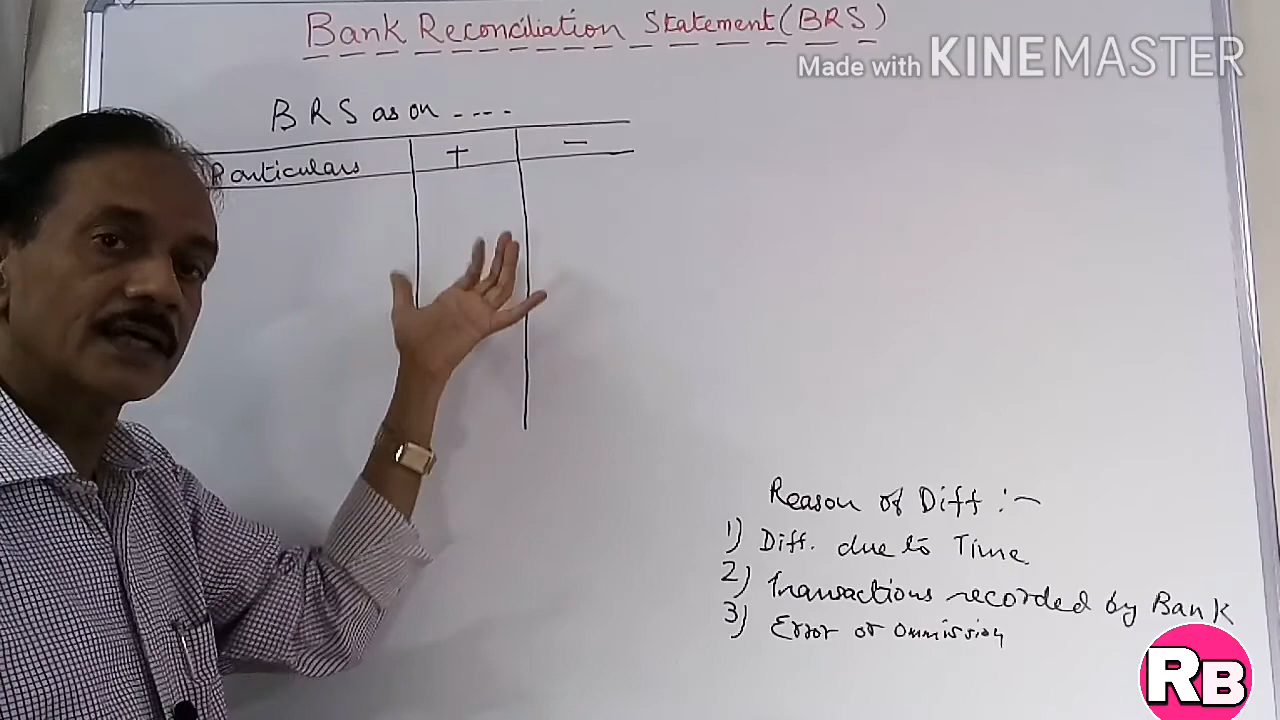 Bank Reconciliation Statement (BRS)
Made with KINEMASTER
BRS as on ----
Particulars + -
Reason of Diff :-
1) Diff. due to Time
2) Transactions recorded by Bank
3) Error or Ommission
RB